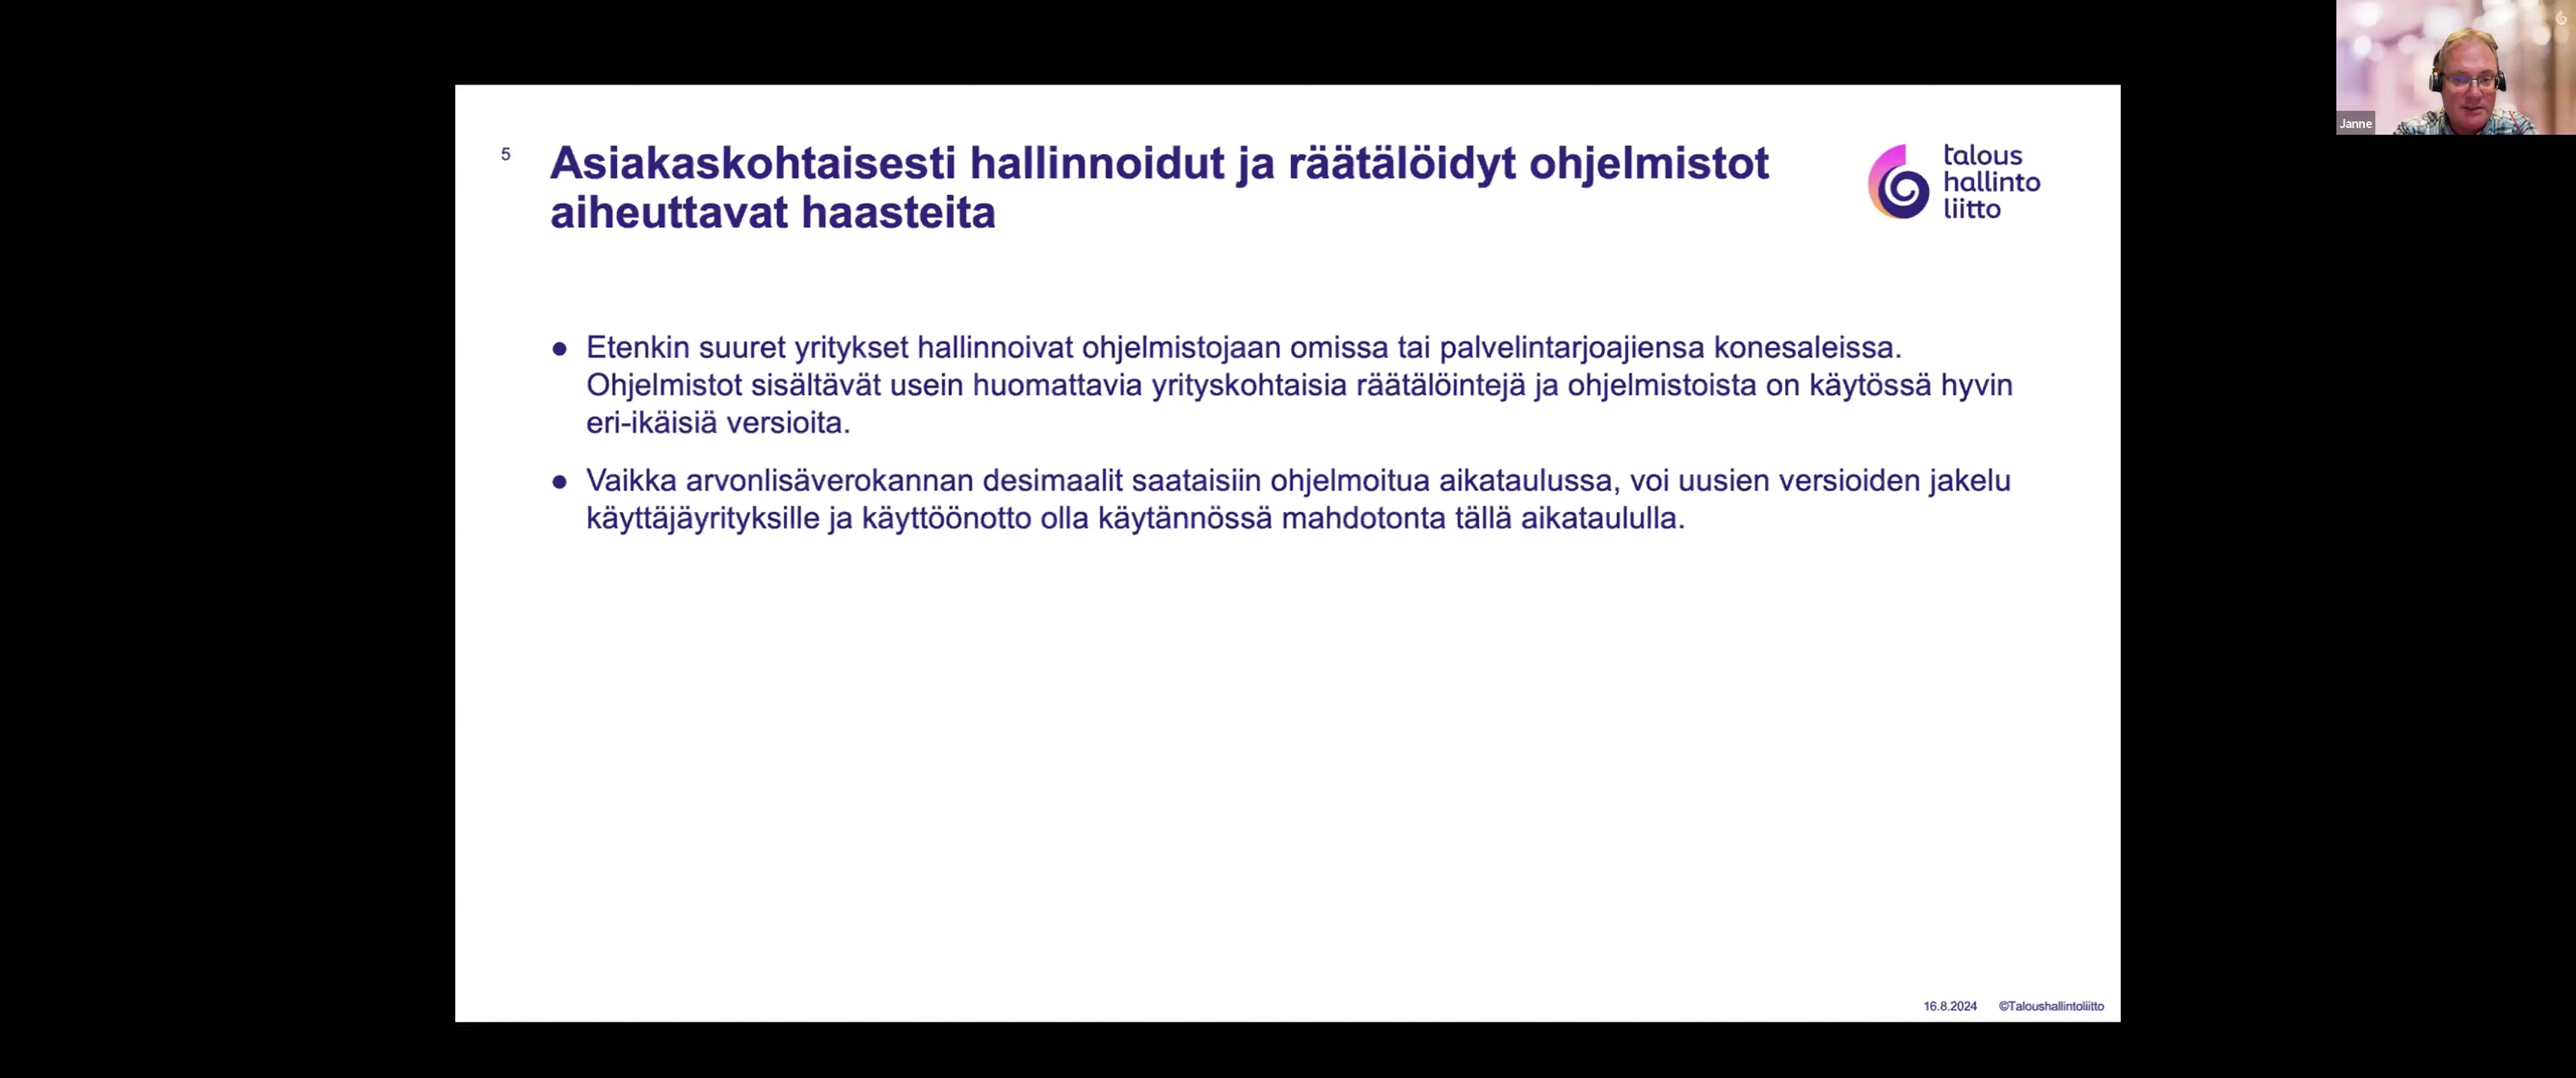 Janne
5
Asiakaskohtaisesti hallinnoidut ja räätälöidyt ohjelmistot
aiheuttavat haasteita
talous
hallinto
liitto
● Etenkin suuret yritykset hallinnoivat ohjelmistojaan omissa tai palvelintarjoajiensa konesaleissa.
Ohjelmistot sisältävät usein huomattavia yrityskohtaisia räätälöintejä ja ohjelmistoista on käytössä hyvin
eri-ikäisiä versioita.
● Vaikka arvonlisäverokannan desimaalit saataisiin ohjelmoitua aikataulussa, voi uusien versioiden jakelu
käyttäjäyrityksille ja käyttöönotto olla käytännössä mahdotonta tällä aikataululla.
16.8.2024 ©Taloushallintoliitto